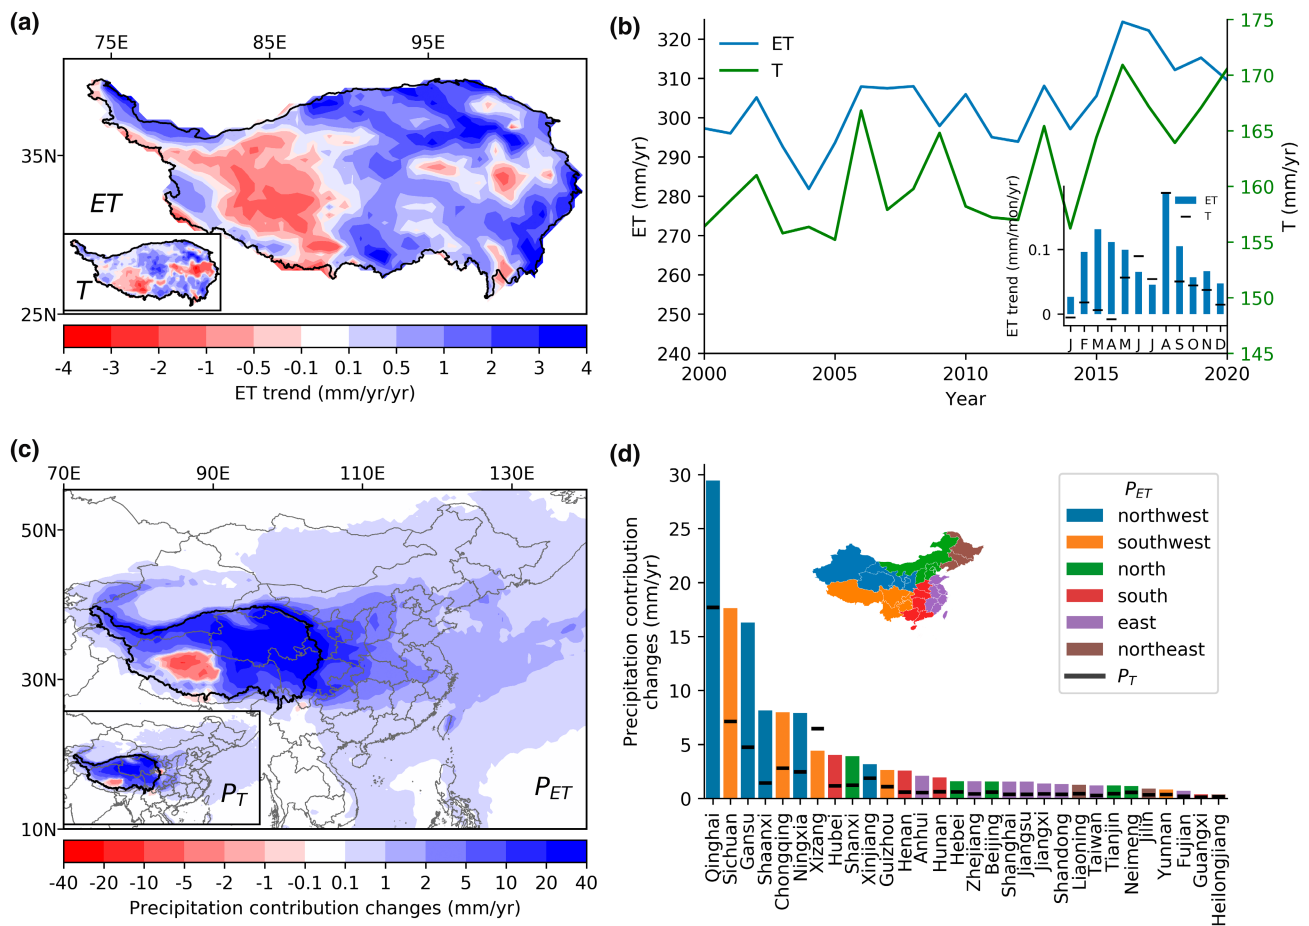 (a)
75E 85E 95E
35N
25N
ET
T
-4 -3 -2 -1 -0.5 -0.1 0.1 0.5 1 2 3 4
ET trend (mm/yr/yr)
(b)
ET
T
320
310
300
290
280
270
260
250
240
ET (mm/yr)
175
170
165
160
155
150
145
T (mm/yr)
2000 2005 2010 2015 2020
Year
ET
T
0.1
0
ET trend (mm/mon/yr)
J F M A M J J A S O N D
(c)
70E 90E 110E 130E
50N
30N
10N
P_T
P_ET
-40 -20 -10 -5 -2 -1 -0.1 0.1 1 2 5 10 20 40
Precipitation contribution changes (mm/yr)
(d)
30
25
20
15
10
5
0
Precipitation contribution
changes (mm/yr)
P_ET
northwest
southwest
north
south
east
northeast
P_T
Qinghai
Sichuan
Gansu
Shaanxi
Chongqing
Ningxia
Xizang
Hubei
Shanxi
Xinjiang
Guizhou
Henan
Anhui
Hunan
Hebei
Zhejiang
Beijing
Shanghai
Jiangsu
Jiangxi
Shandong
Liaoning
Taiwan
Tianjin
Neimeng
Jilin
Yunnan
Fujian
Guangxi
Heilongjiang